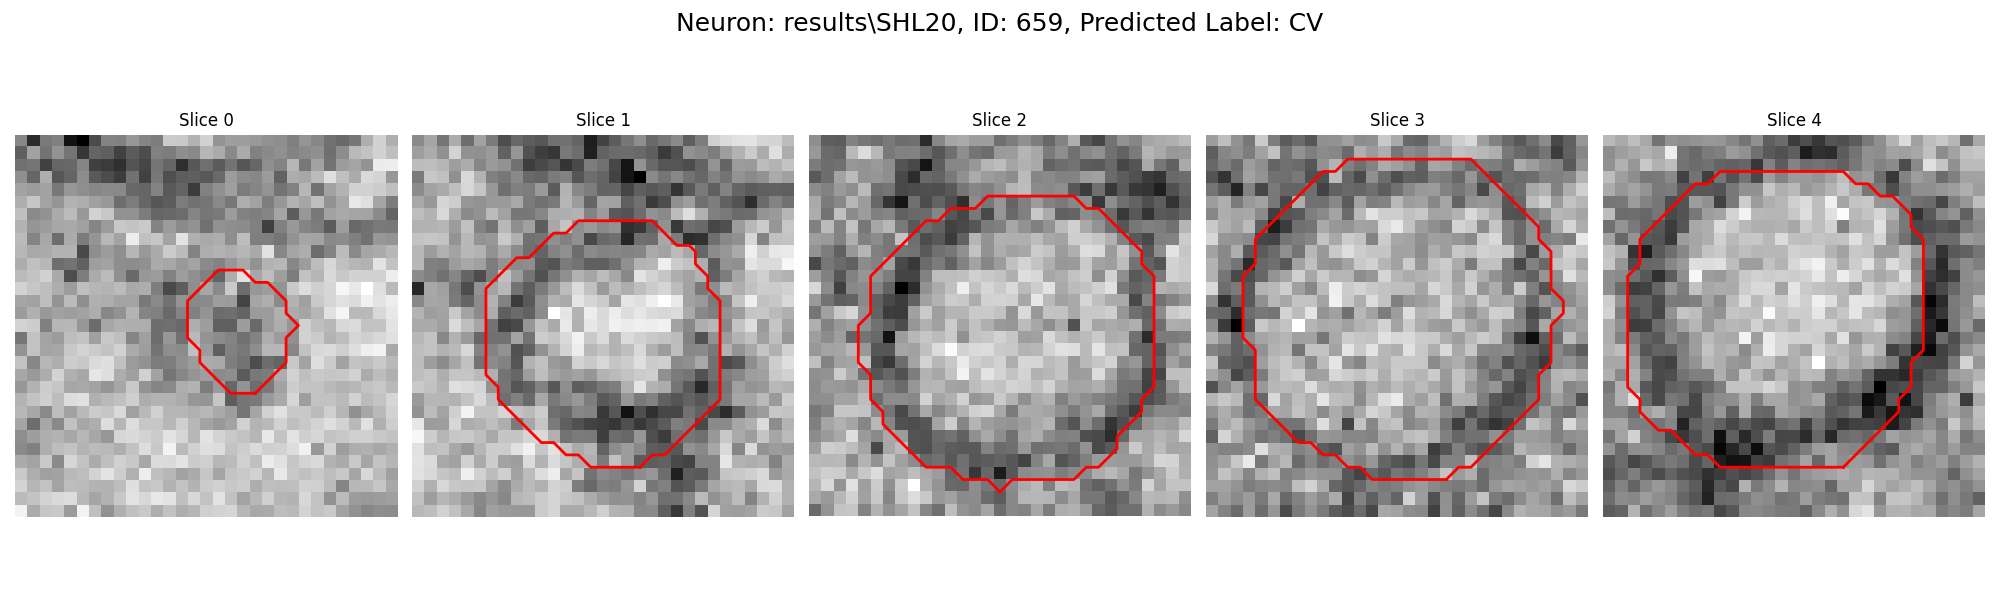 Neuron: results\SHL20, ID: 659, Predicted Label: CV
Slice 0
Slice 1
Slice 2
Slice 3
Slice 4